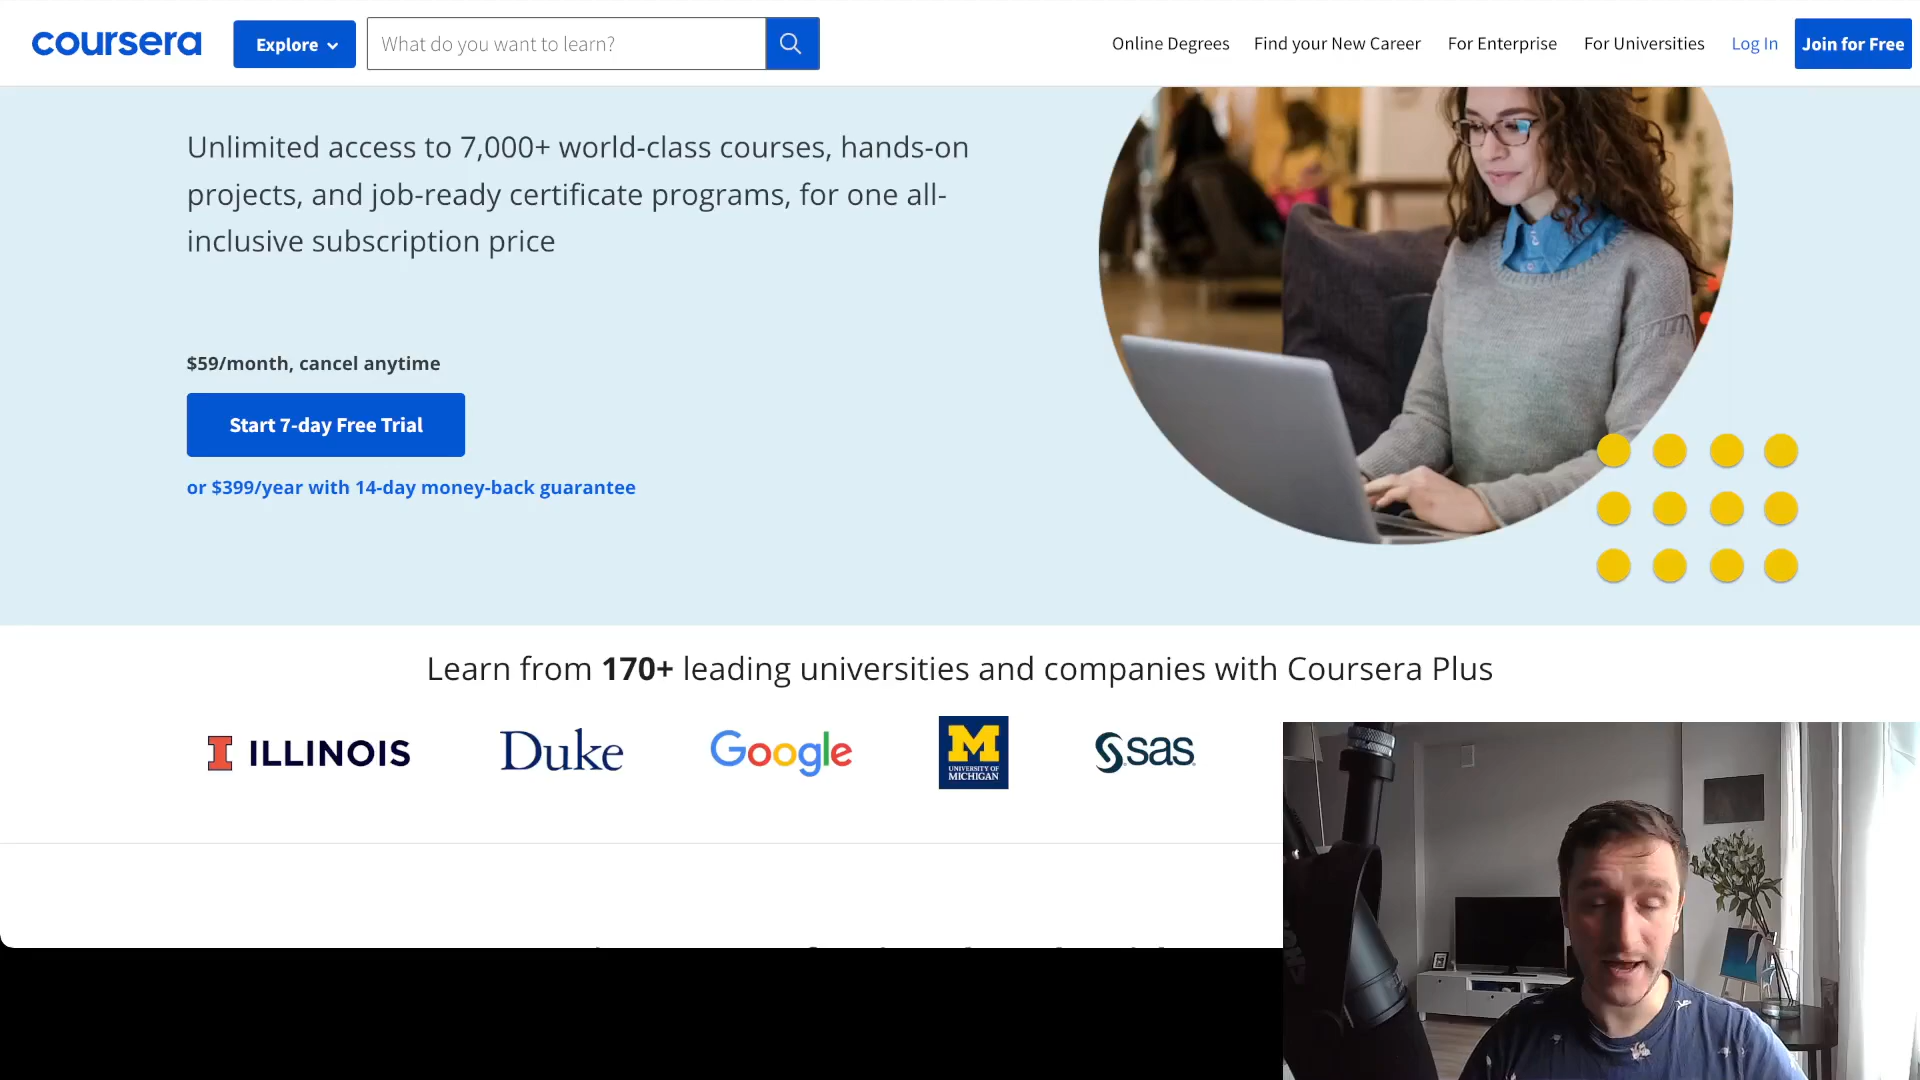 coursera
Explore
What do you want to learn?
Online Degrees
Find your New Career
For Enterprise
For Universities
Log In
Join for Free
Unlimited access to 7,000+ world-class courses, hands-on
projects, and job-ready certificate programs, for one all-
inclusive subscription price
$59/month, cancel anytime
Start 7-day Free Trial
or $399/year with 14-day money-back guarantee
Learn from 170+ leading universities and companies with Coursera Plus
I ILLINOIS
Duke
Google
M
UNIVERSITY OF
MICHIGAN
sas